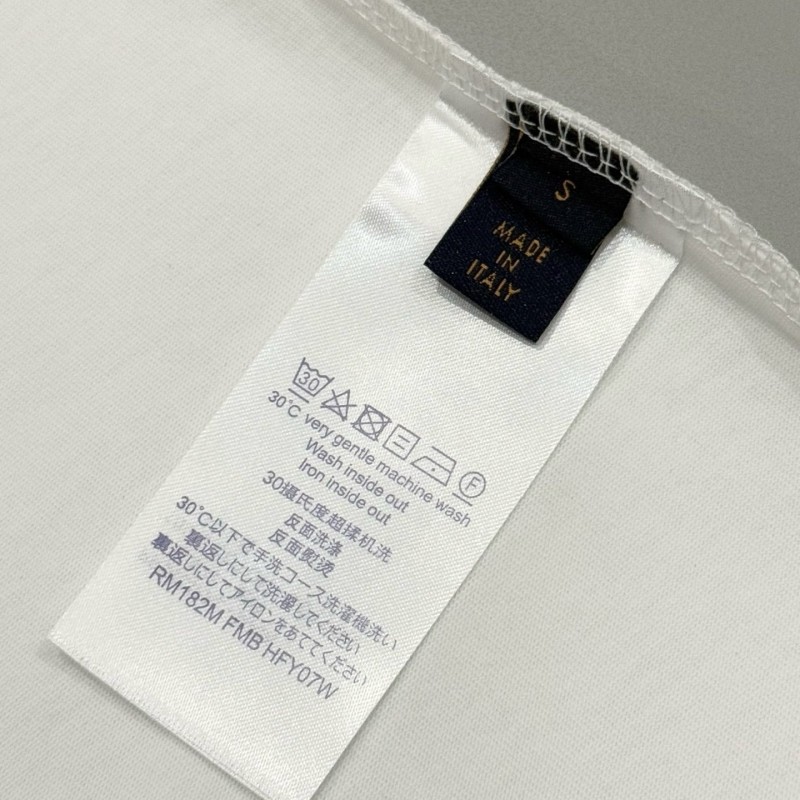 S
MADE
IN
ITALY
30
F
30°C very gentle machine wash
Wash inside out
Iron inside out
30摄氏度超揉机洗
反面洗涤
反面熨烫
30°C以下で手洗コース洗濯機洗い
裏返しにして洗濯してください
裏返しにしてアイロンをあててください
RM182M FMB HFY07W